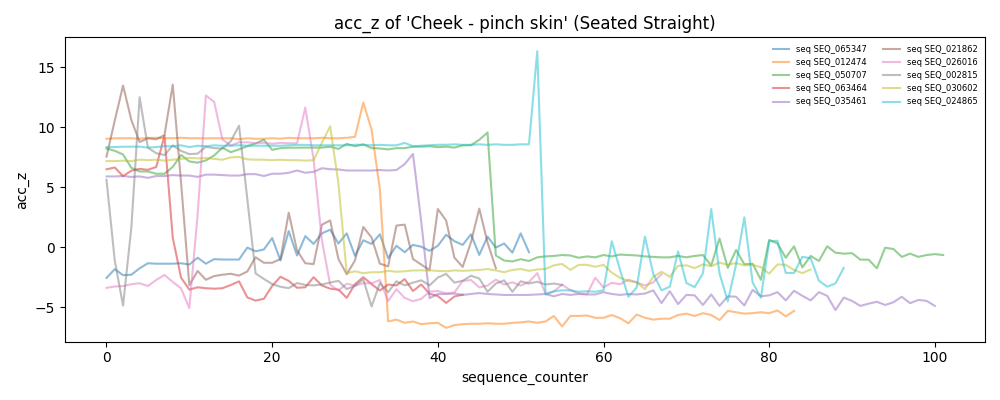 acc_z of 'Cheek - pinch skin' (Seated Straight)
seq SEQ_065347
seq SEQ_012474
seq SEQ_050707
seq SEQ_063464
seq SEQ_035461
seq SEQ_021862
seq SEQ_026016
seq SEQ_002815
seq SEQ_030602
seq SEQ_024865
acc_z
15
10
5
0
−5
0
20
40
60
80
100
sequence_counter